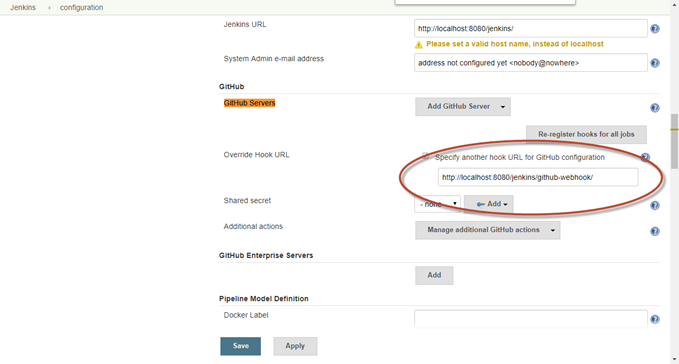 Jenkins › configuration
Jenkins URL
http://localhost:8080/jenkins/
Please set a valid host name, instead of localhost
System Admin e-mail address
address not configured yet <nobody@nowhere>
GitHub
GitHub Servers
Add GitHub Server
Re-register hooks for all jobs
Override Hook URL
Specify another hook URL for GitHub configuration
http://localhost:8080/jenkins/github-webhook/
Shared secret
- none - Add
Additional actions
Manage additional GitHub actions
GitHub Enterprise Servers
Add
Pipeline Model Definition
Docker Label
Save Apply